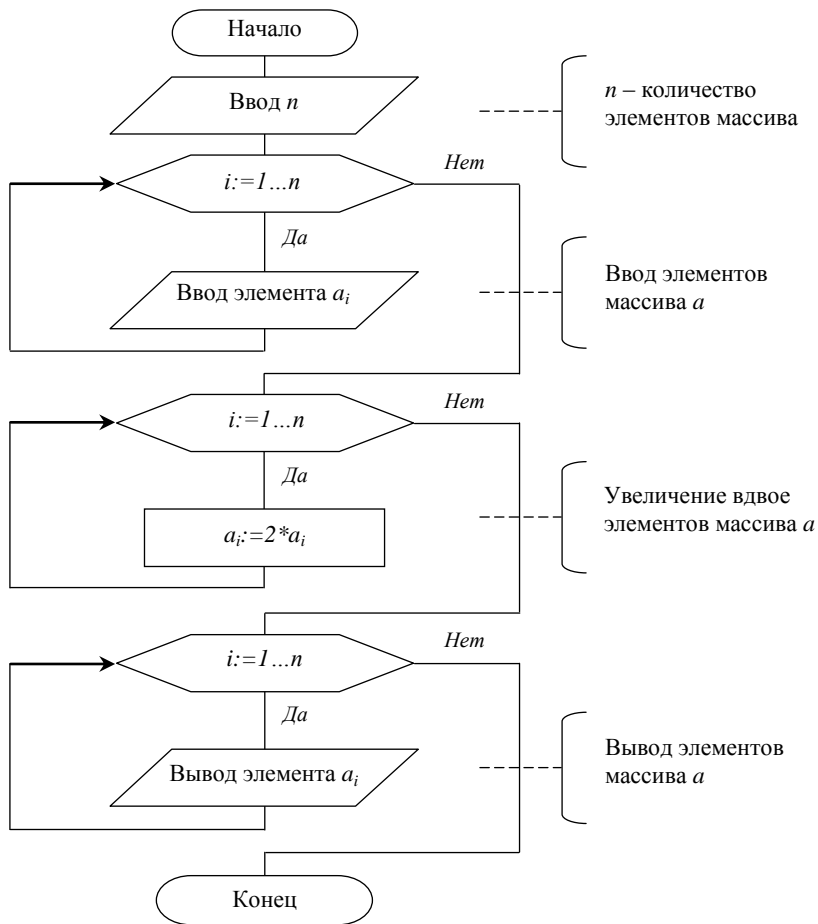 Начало
Ввод n
n – количество
элементов массива
i:=1...n
Нет
Да
Ввод элемента aᵢ
Ввод элементов
массива a
i:=1...n
Нет
Да
aᵢ:=2*aᵢ
Увеличение вдвое
элементов массива a
i:=1...n
Нет
Да
Вывод элемента aᵢ
Вывод элементов
массива a
Конец